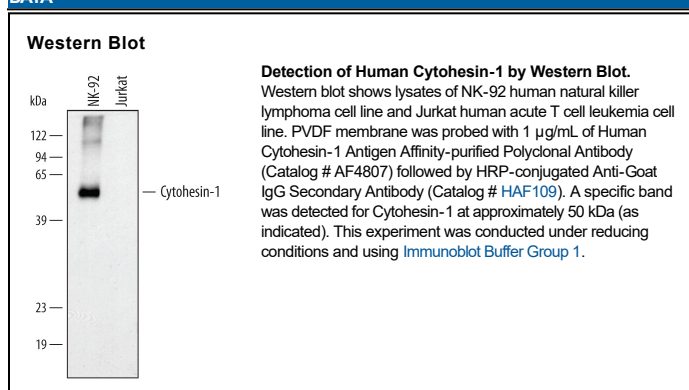 DATA
Western Blot
kDa
NK-92
Jurkat
122
94
65
39
23
19
Cytohesin-1
Detection of Human Cytohesin-1 by Western Blot.
Western blot shows lysates of NK-92 human natural killer
lymphoma cell line and Jurkat human acute T cell leukemia cell
line. PVDF membrane was probed with 1 µg/mL of Human
Cytohesin-1 Antigen Affinity-purified Polyclonal Antibody
(Catalog # AF4807) followed by HRP-conjugated Anti-Goat
IgG Secondary Antibody (Catalog # HAF109). A specific band
was detected for Cytohesin-1 at approximately 50 kDa (as
indicated). This experiment was conducted under reducing
conditions and using Immunoblot Buffer Group 1.